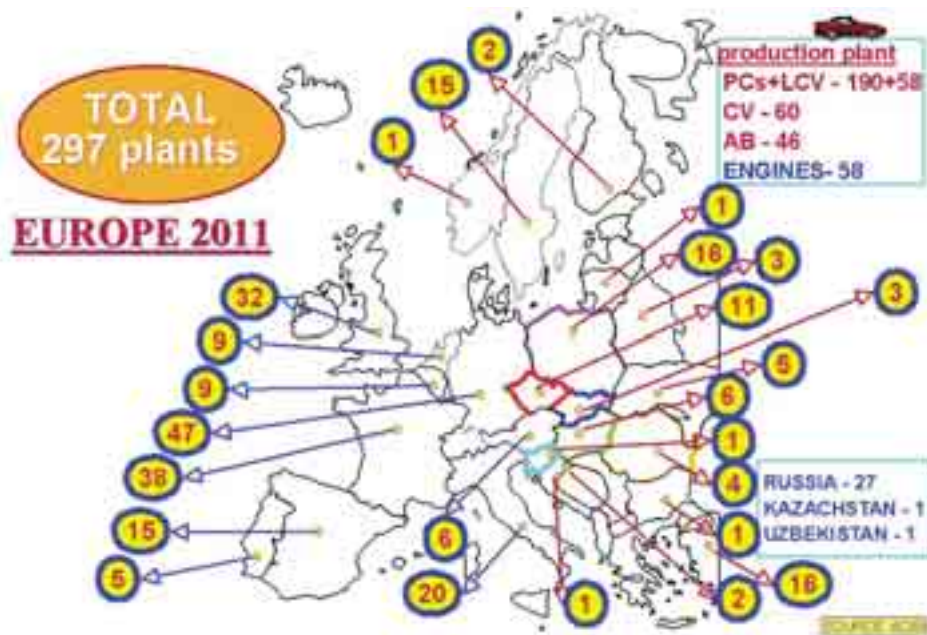 TOTAL
297 plants
EUROPE 2011
production plant
PCs+LCV - 190+58
CV - 60
AB - 46
ENGINES- 58
2
15
1
1
16
3
3
11
32
9
5
9
6
47
1
38
4
RUSSIA - 27
KAZACHSTAN - 1
UZBEKISTAN - 1
15
6
1
5
20
1
2
16
SOURCE